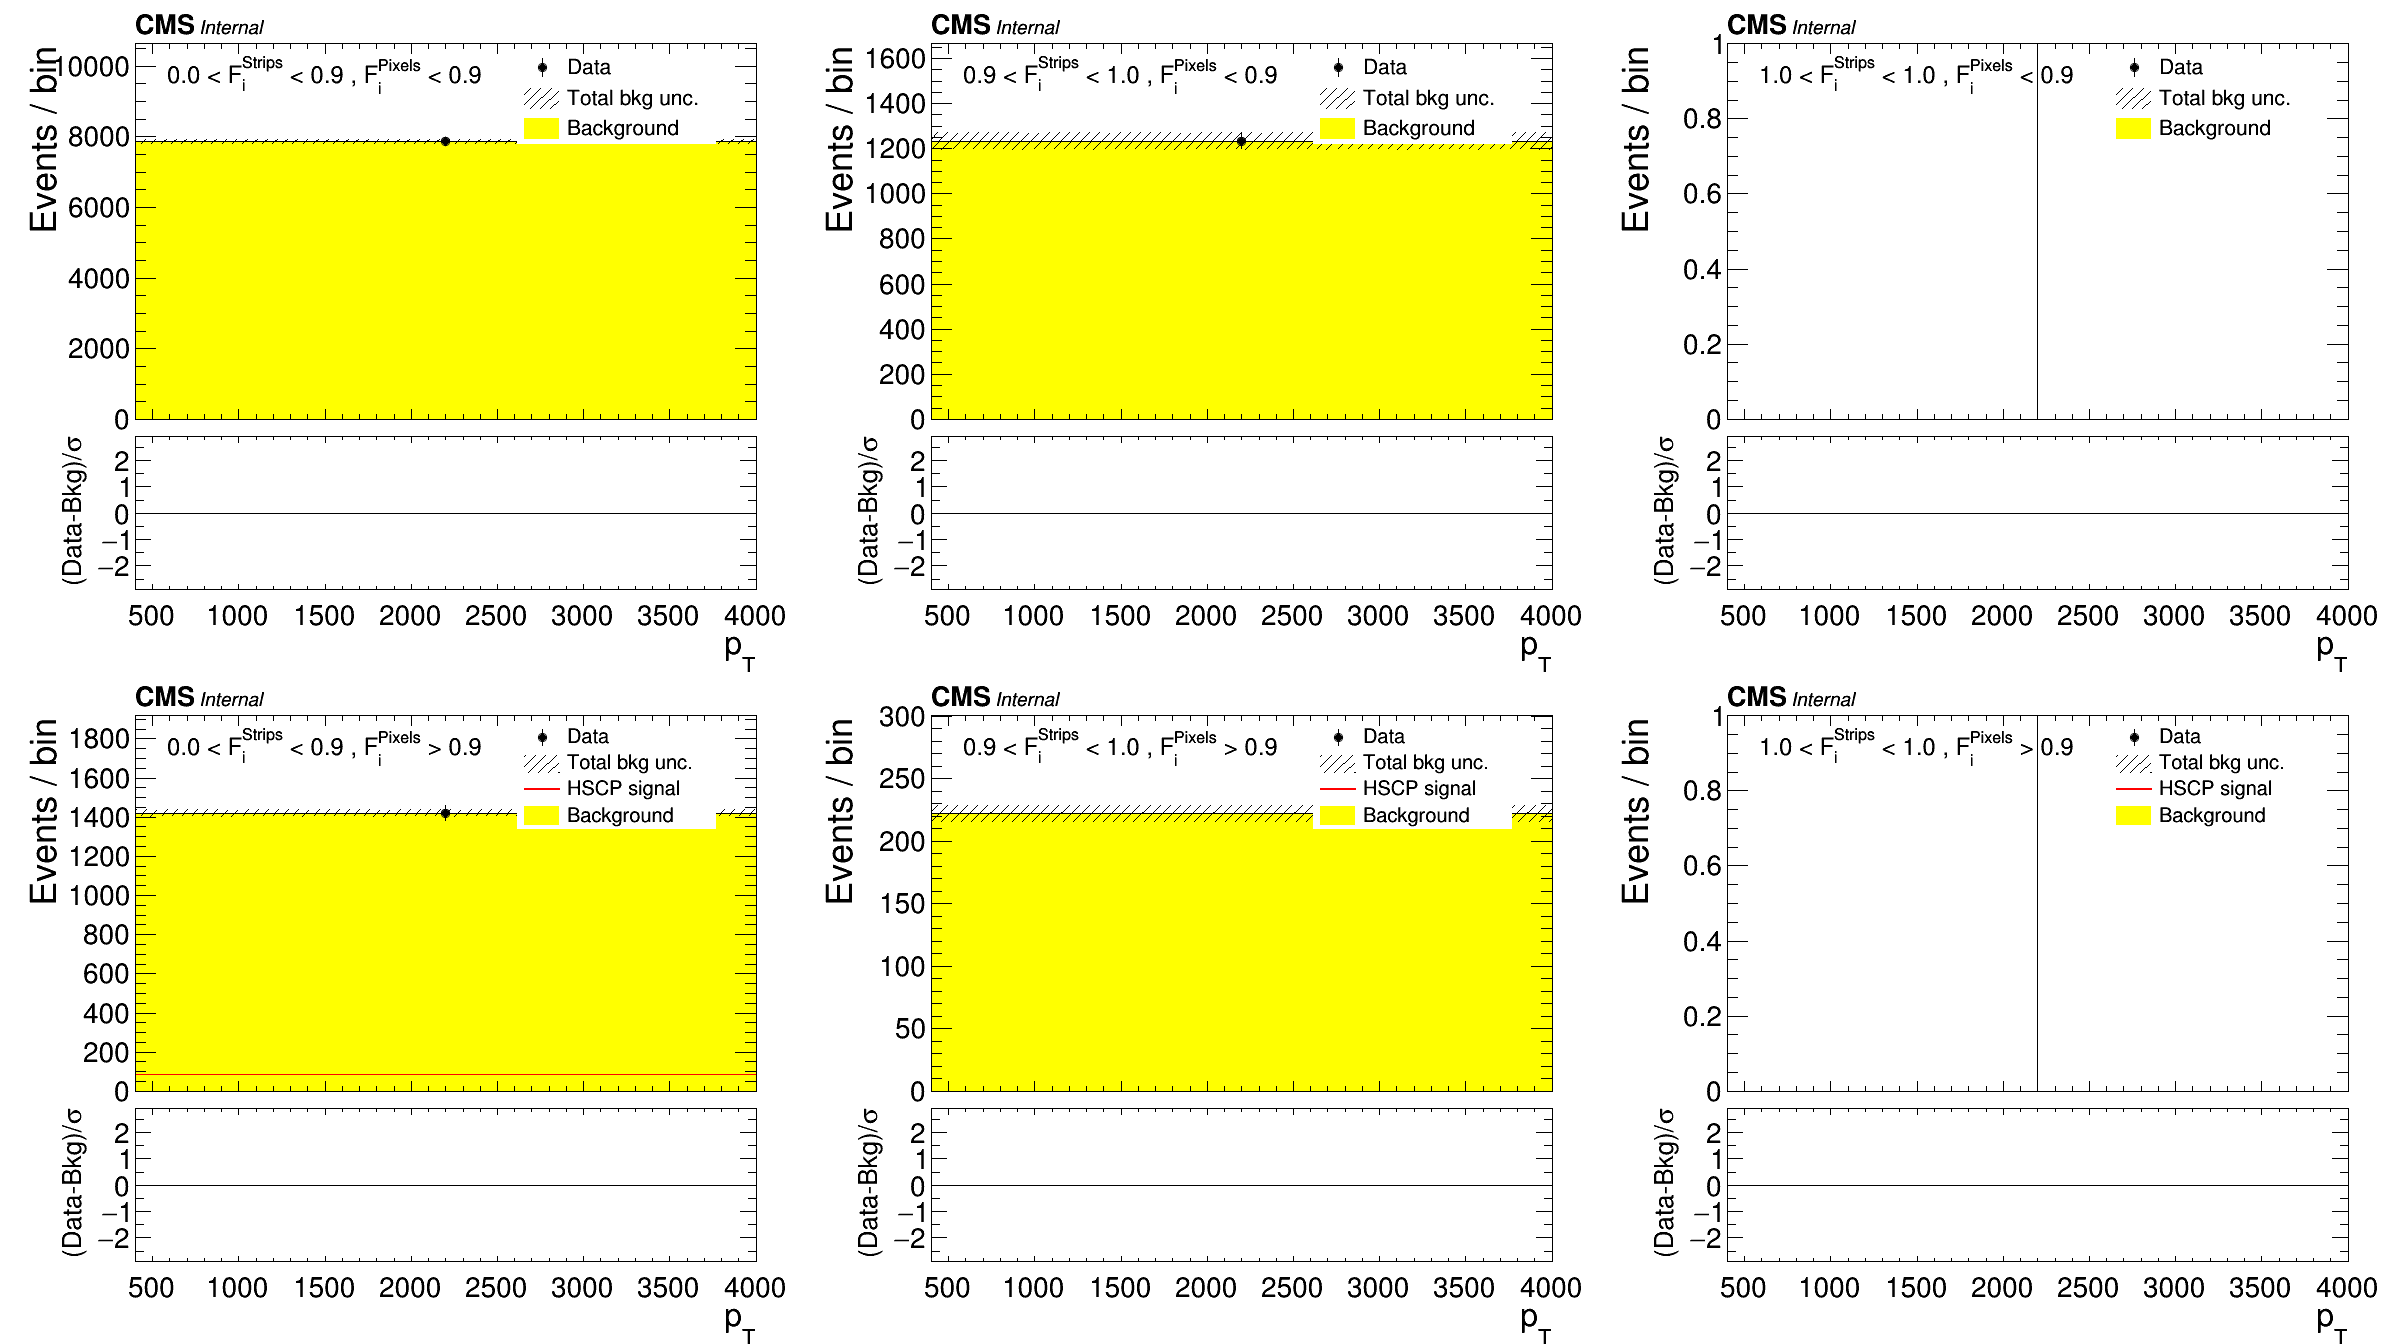 CMS Internal
Events / bin
0.0 < F_i^Strips < 0.9 , F_i^Pixels < 0.9
Data
Total bkg unc.
Background
10000
8000
6000
4000
2000
0
(Data-Bkg)/σ
2
1
0
−1
−2
500 1000 1500 2000 2500 3000 3500 4000
p_T
CMS Internal
Events / bin
0.9 < F_i^Strips < 1.0 , F_i^Pixels < 0.9
Data
Total bkg unc.
Background
1600
1400
1200
1000
800
600
400
200
0
(Data-Bkg)/σ
2
1
0
−1
−2
500 1000 1500 2000 2500 3000 3500 4000
p_T
CMS Internal
Events / bin
1.0 < F_i^Strips < 1.0 , F_i^Pixels < 0.9
Data
Total bkg unc.
Background
1
0.8
0.6
0.4
0.2
0
(Data-Bkg)/σ
2
1
0
−1
−2
500 1000 1500 2000 2500 3000 3500 4000
p_T
CMS Internal
Events / bin
0.0 < F_i^Strips < 0.9 , F_i^Pixels > 0.9
Data
Total bkg unc.
HSCP signal
Background
1800
1600
1400
1200
1000
800
600
400
200
0
(Data-Bkg)/σ
2
1
0
−1
−2
500 1000 1500 2000 2500 3000 3500 4000
p_T
CMS Internal
Events / bin
0.9 < F_i^Strips < 1.0 , F_i^Pixels > 0.9
Data
Total bkg unc.
HSCP signal
Background
300
250
200
150
100
50
0
(Data-Bkg)/σ
2
1
0
−1
−2
500 1000 1500 2000 2500 3000 3500 4000
p_T
CMS Internal
Events / bin
1.0 < F_i^Strips < 1.0 , F_i^Pixels > 0.9
Data
Total bkg unc.
HSCP signal
Background
1
0.8
0.6
0.4
0.2
0
(Data-Bkg)/σ
2
1
0
−1
−2
500 1000 1500 2000 2500 3000 3500 4000
p_T